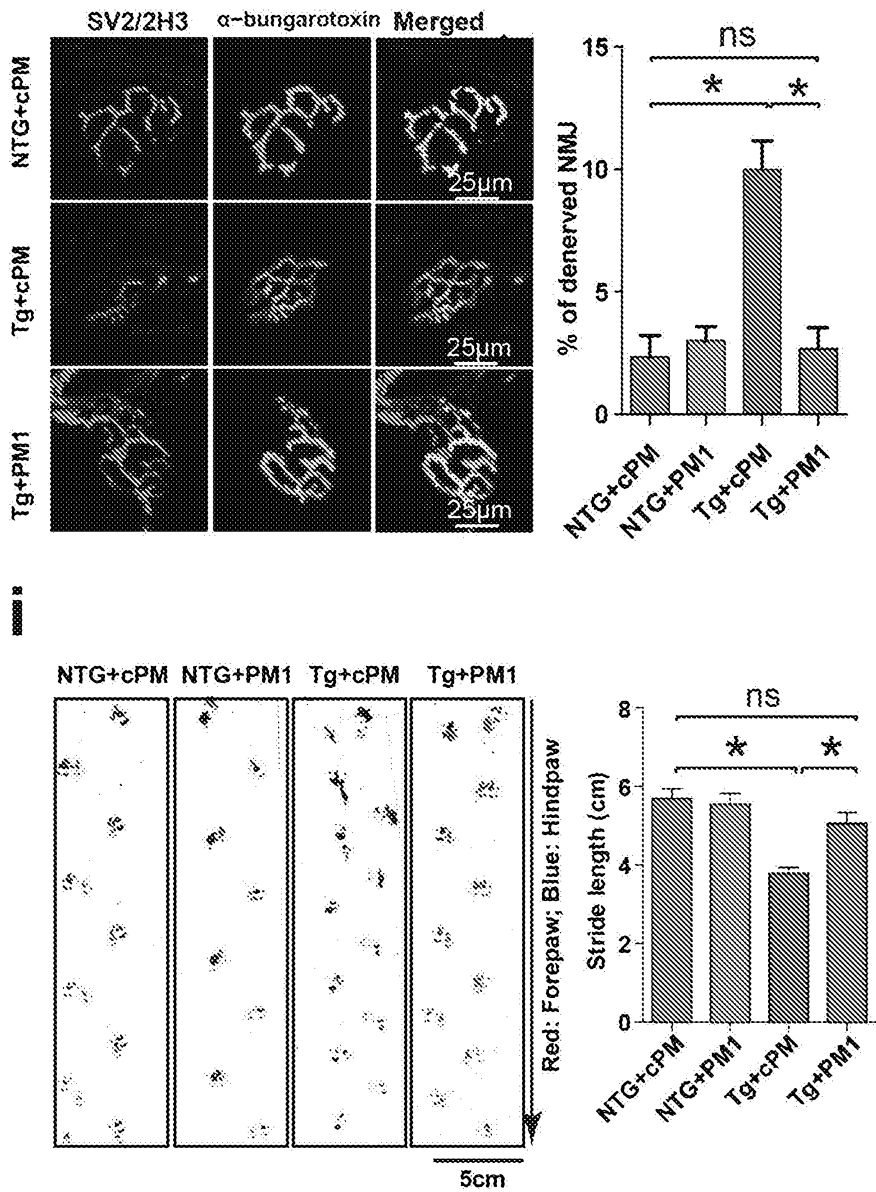 SV2/2H3 α-bungarotoxin Merged
NTG+cPM
25μm
Tg+cPM
25μm
Tg+PM1
25μm
% of denerved NMJ
15
10
5
0
ns
* *
NTG+cPM
NTG+PM1
Tg+cPM
Tg+PM1
i
NTG+cPM NTG+PM1 Tg+cPM Tg+PM1
Red: Forepaw; Blue: Hindpaw
5cm
Stride length (cm)
8
6
4
2
0
ns
* *
NTG+cPM
NTG+PM1
Tg+cPM
Tg+PM1